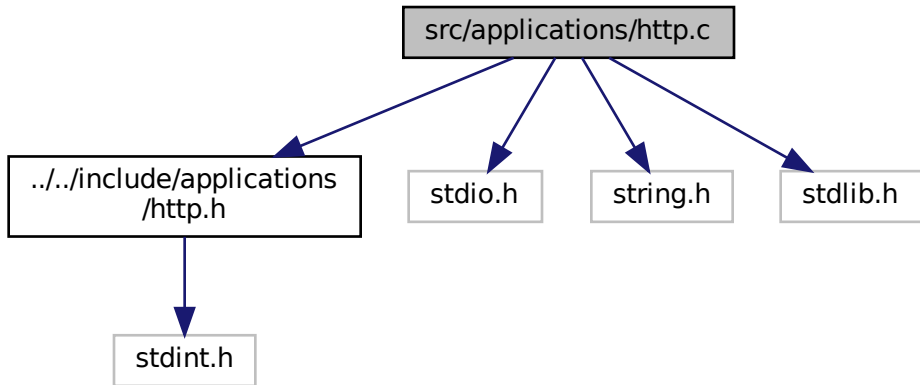 src/applications/http.c
../../include/applications
/http.h
stdio.h
string.h
stdlib.h
stdint.h